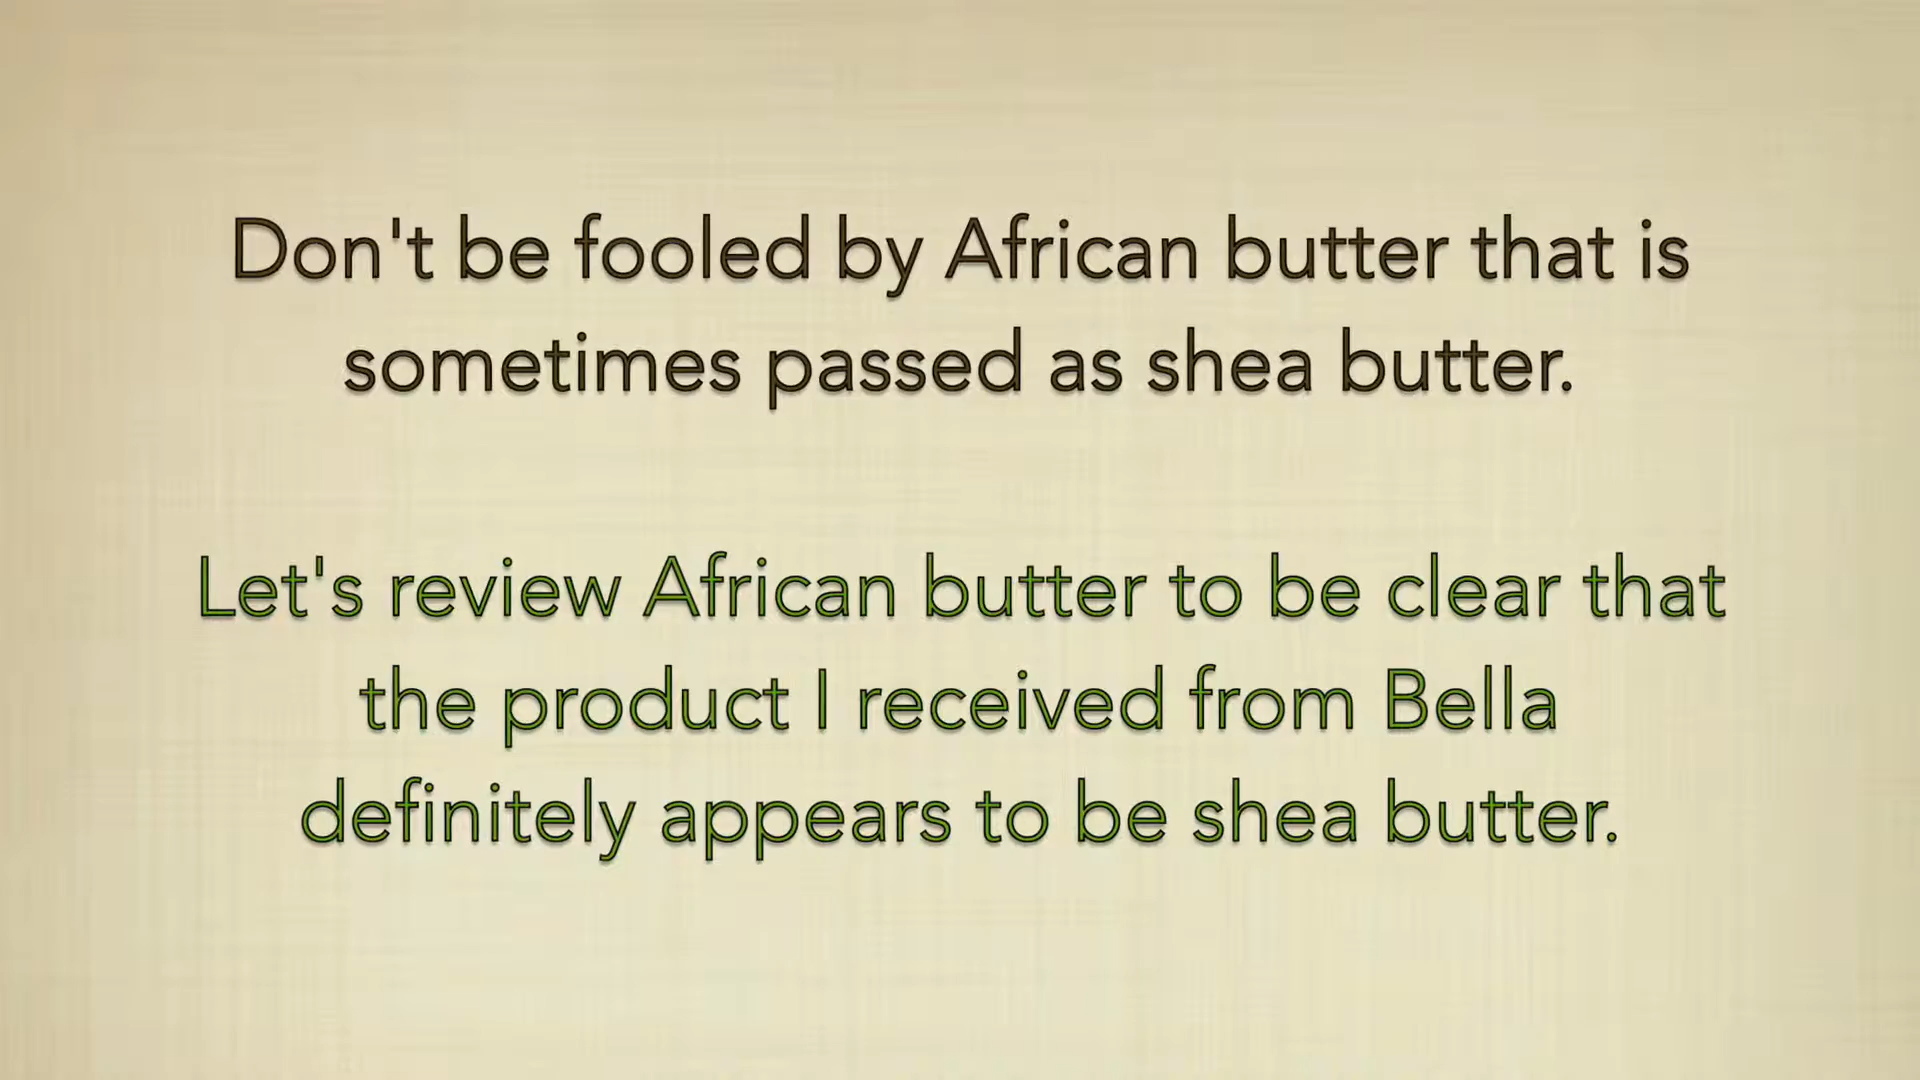 Don't be fooled by African butter that is
sometimes passed as shea butter.
Let's review African butter to be clear that
the product I received from Bella
definitely appears to be shea butter.